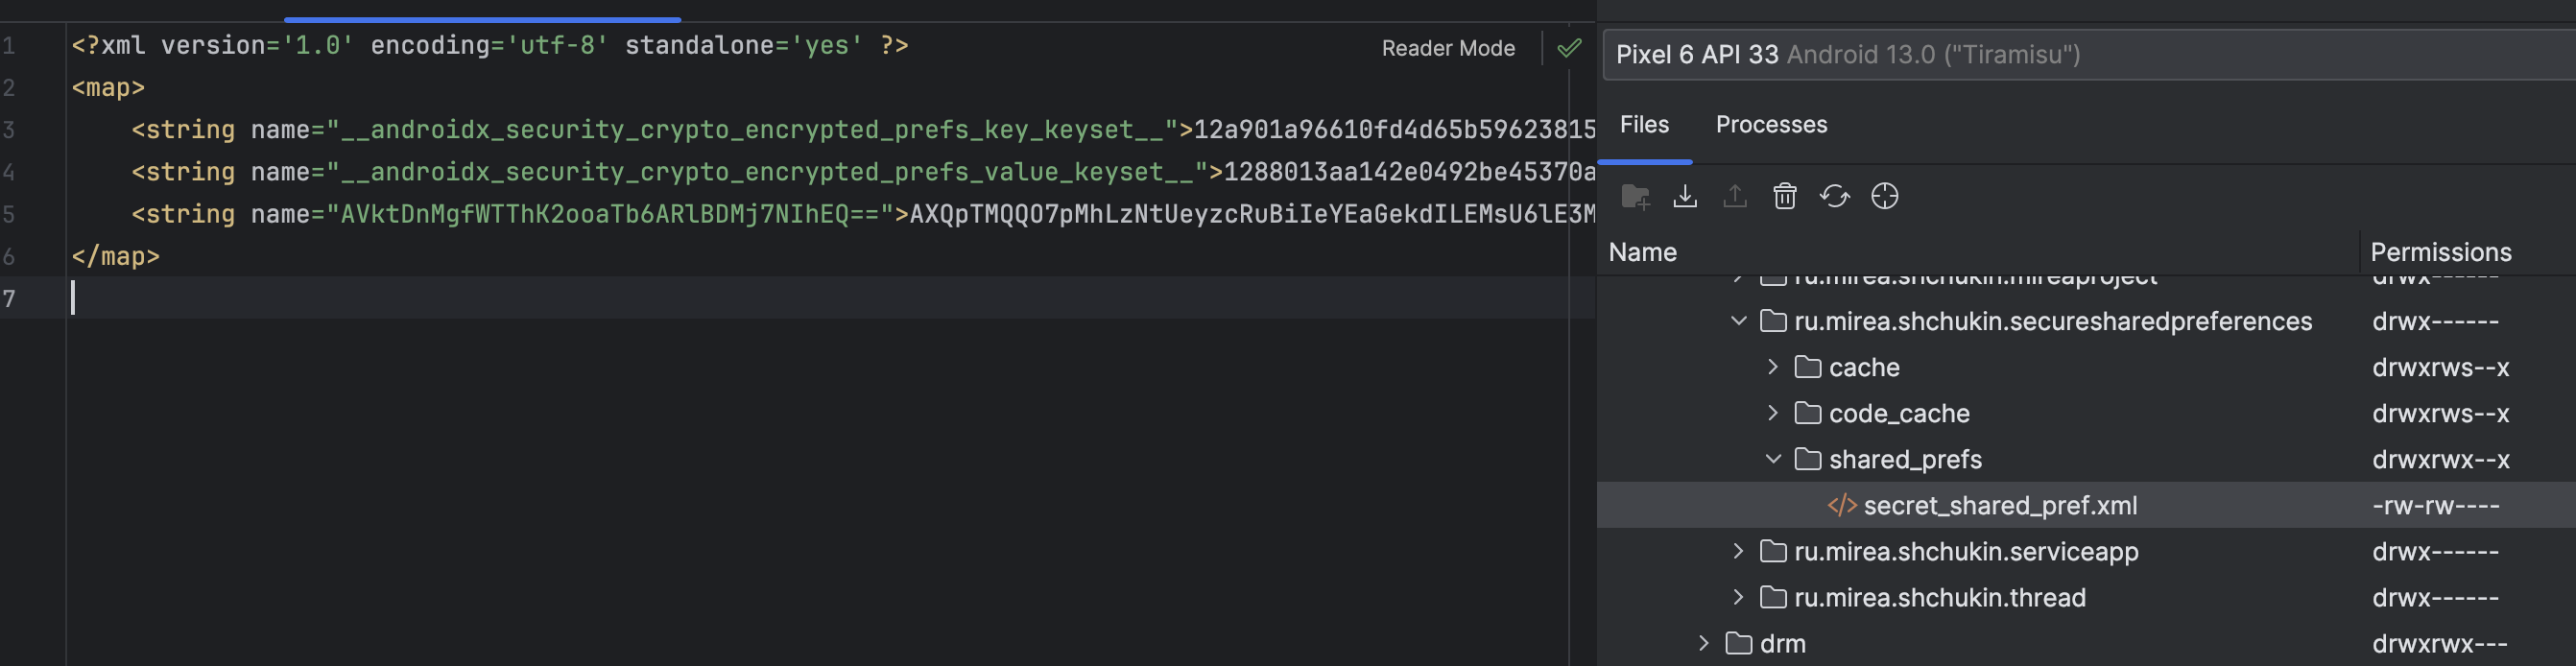 1 <?xml version='1.0' encoding='utf-8' standalone='yes' ?>
2 <map>
3 <string name="__androidx_security_crypto_encrypted_prefs_key_keyset__">12a901a96610fd4d65b59623815
4 <string name="__androidx_security_crypto_encrypted_prefs_value_keyset__">1288013aa142e0492be45370a
5 <string name="AVktDnMgfWTThK2ooaTb6ARlBDMj7NIhEQ==">AXQpTMQQO7pMhLzNtUeyzcRuBiIeYEaGekdILEMsU6lE3M
6 </map>
7
Reader Mode
Pixel 6 API 33 Android 13.0 ("Tiramisu")
Files Processes
Name Permissions
ru.mirea.shchukin.mireaproject drwx------
ru.mirea.shchukin.securesharedpreferences drwx------
cache drwxrws--x
code_cache drwxrws--x
shared_prefs drwxrwx--x
secret_shared_pref.xml -rw-rw----
ru.mirea.shchukin.serviceapp drwx------
ru.mirea.shchukin.thread drwx------
drm drwxrwx---